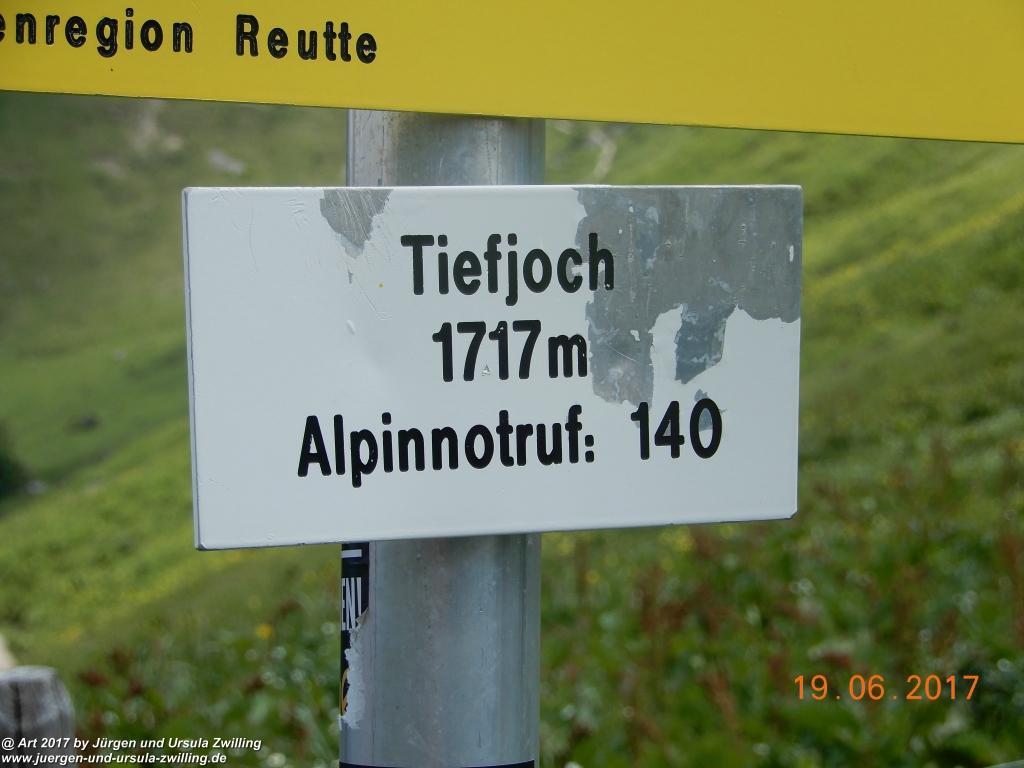 enregion Reutte
Tiefjoch
1717m
Alpinnotruf: 140
EN!
19.06.2017
@ Art 2017 by Jürgen und Ursula Zwilling
www.juergen-und-ursula-zwilling.de